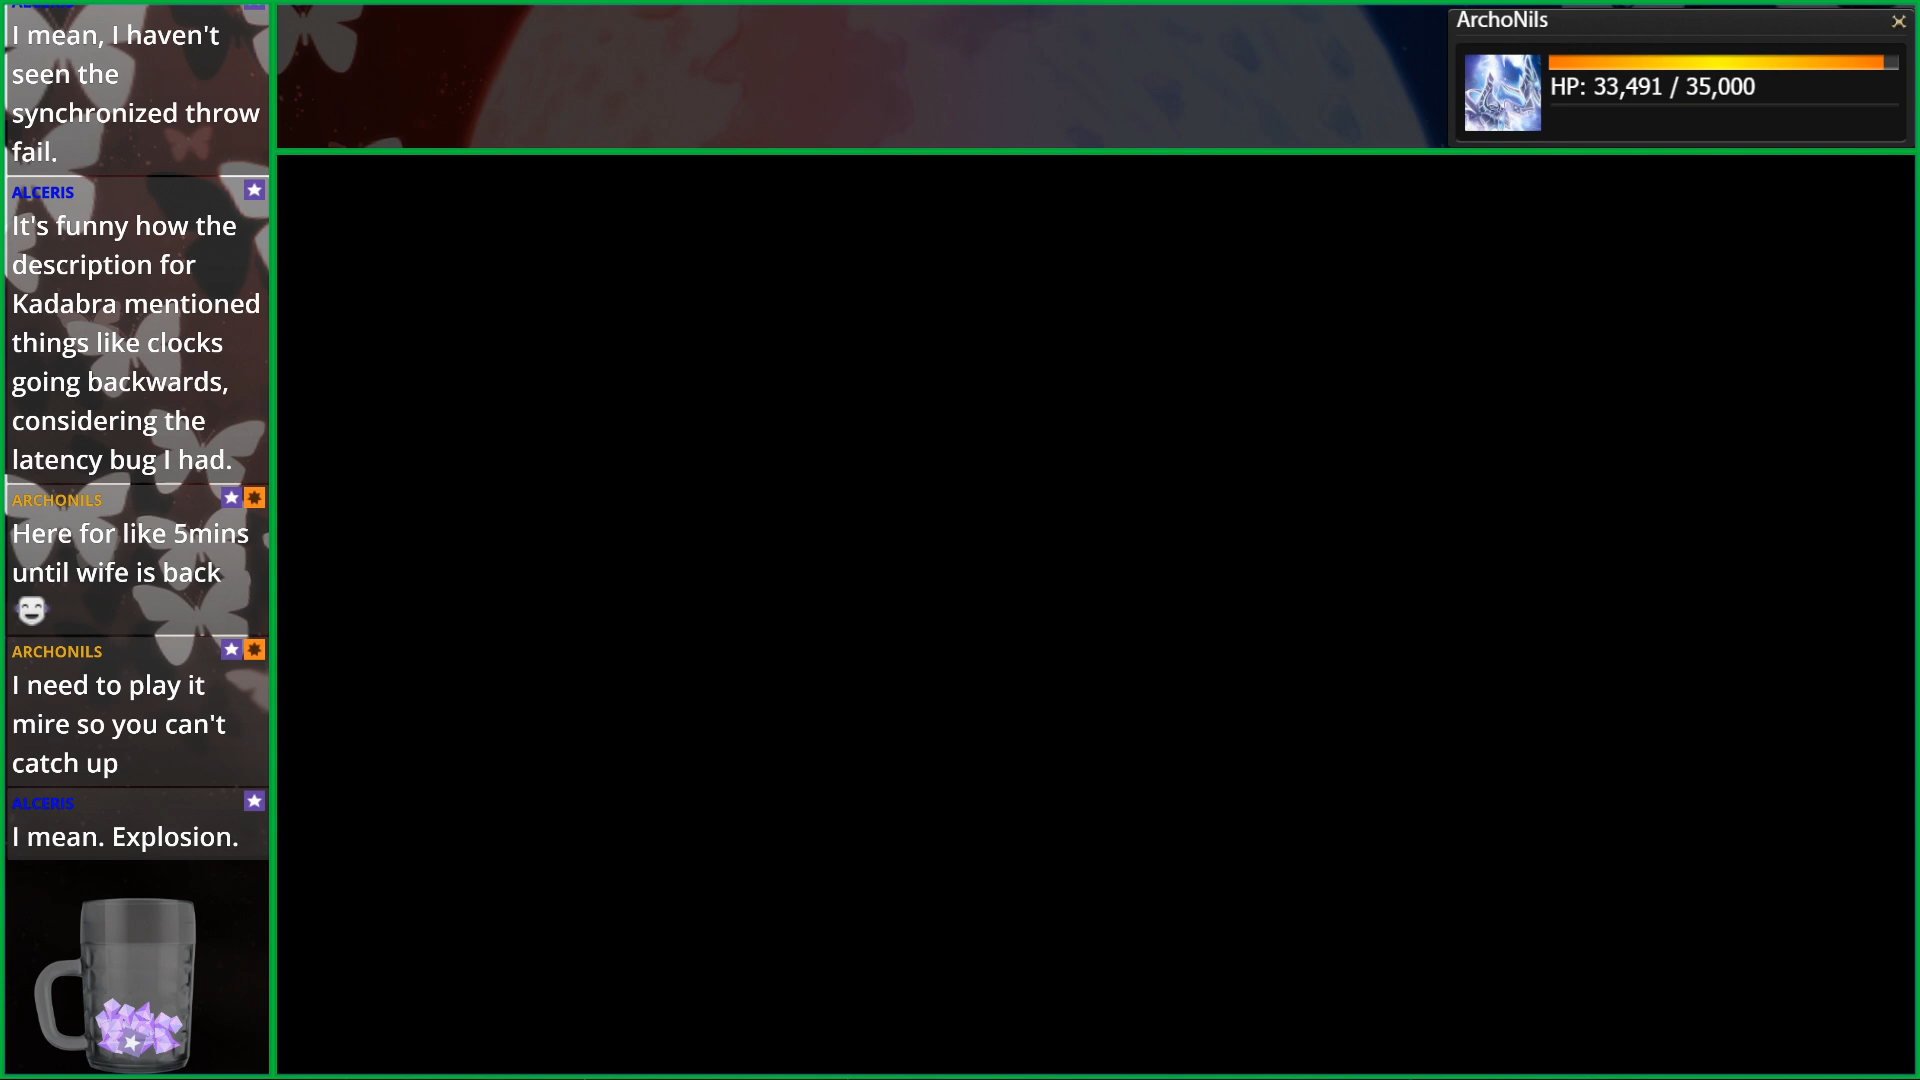 I mean, I haven't
seen the
synchronized throw
fail.
ALCERIS
It's funny how the
description for
Kadabra mentioned
things like clocks
going backwards,
considering the
latency bug I had.
ARCHONILS
Here for like 5mins
until wife is back
ARCHONILS
I need to play it
mire so you can't
catch up
ALCERIS
I mean. Explosion.
ArchoNils
HP: 33,491 / 35,000